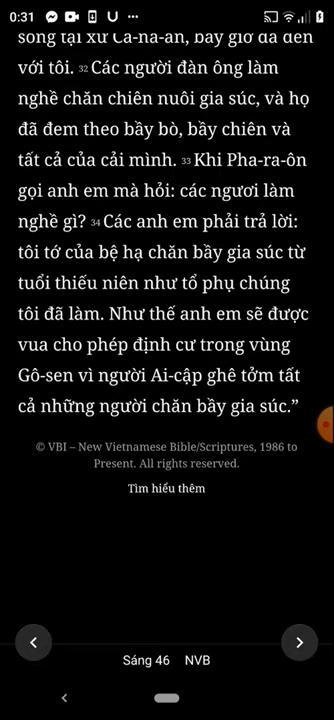 0:31
sống tại xứ Ca-na-an, bây giờ đã đến
với tôi. 32 Các người đàn ông làm
nghề chăn chiên nuôi gia súc, và họ
đã đem theo bầy bò, bầy chiên và
tất cả của cải mình. 33 Khi Pha-ra-ôn
gọi anh em mà hỏi: các ngươi làm
nghề gì? 34 Các anh em phải trả lời:
tôi tớ của bệ hạ chăn bầy gia súc từ
tuổi thiếu niên như tổ phụ chúng
tôi đã làm. Như thế anh em sẽ được
vua cho phép định cư trong vùng
Gô-sen vì người Ai-cập ghê tởm tất
cả những người chăn bầy gia súc.”
© VBI – New Vietnamese Bible/Scriptures, 1986 to
Present. All rights reserved.
Tìm hiểu thêm
Sáng 46 NVB